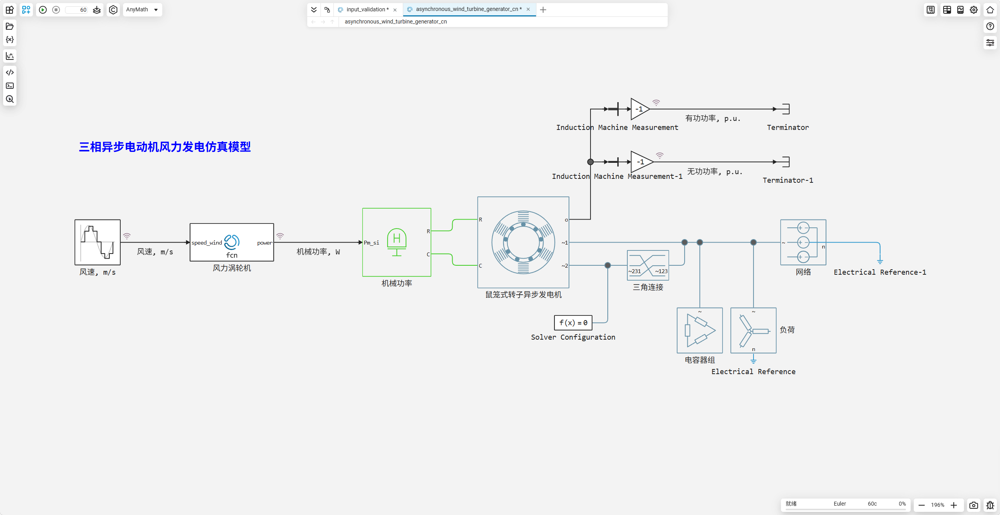 60
AnyMath
input_validation *
asynchronous_wind_turbine_generator_cn *
asynchronous_wind_turbine_generator_cn
三相异步电动机风力发电仿真模型
-1
有功功率, p.u.
Induction Machine Measurement
Terminator
-1
无功功率, p.u.
Induction Machine Measurement-1
Terminator-1
风速, m/s
风速, m/s
speed_wind
power
fcn
风力涡轮机
机械功率, W
Pm_si
H
R
C
机械功率
R
C
o
~1
~2
鼠笼式转子异步发电机
f(x) = 0
Solver Configuration
~231
~123
三角连接
~
电容器组
~
n
负荷
Electrical Reference
~
n
网络
Electrical Reference-1
就绪
Euler
60c
0%
196%